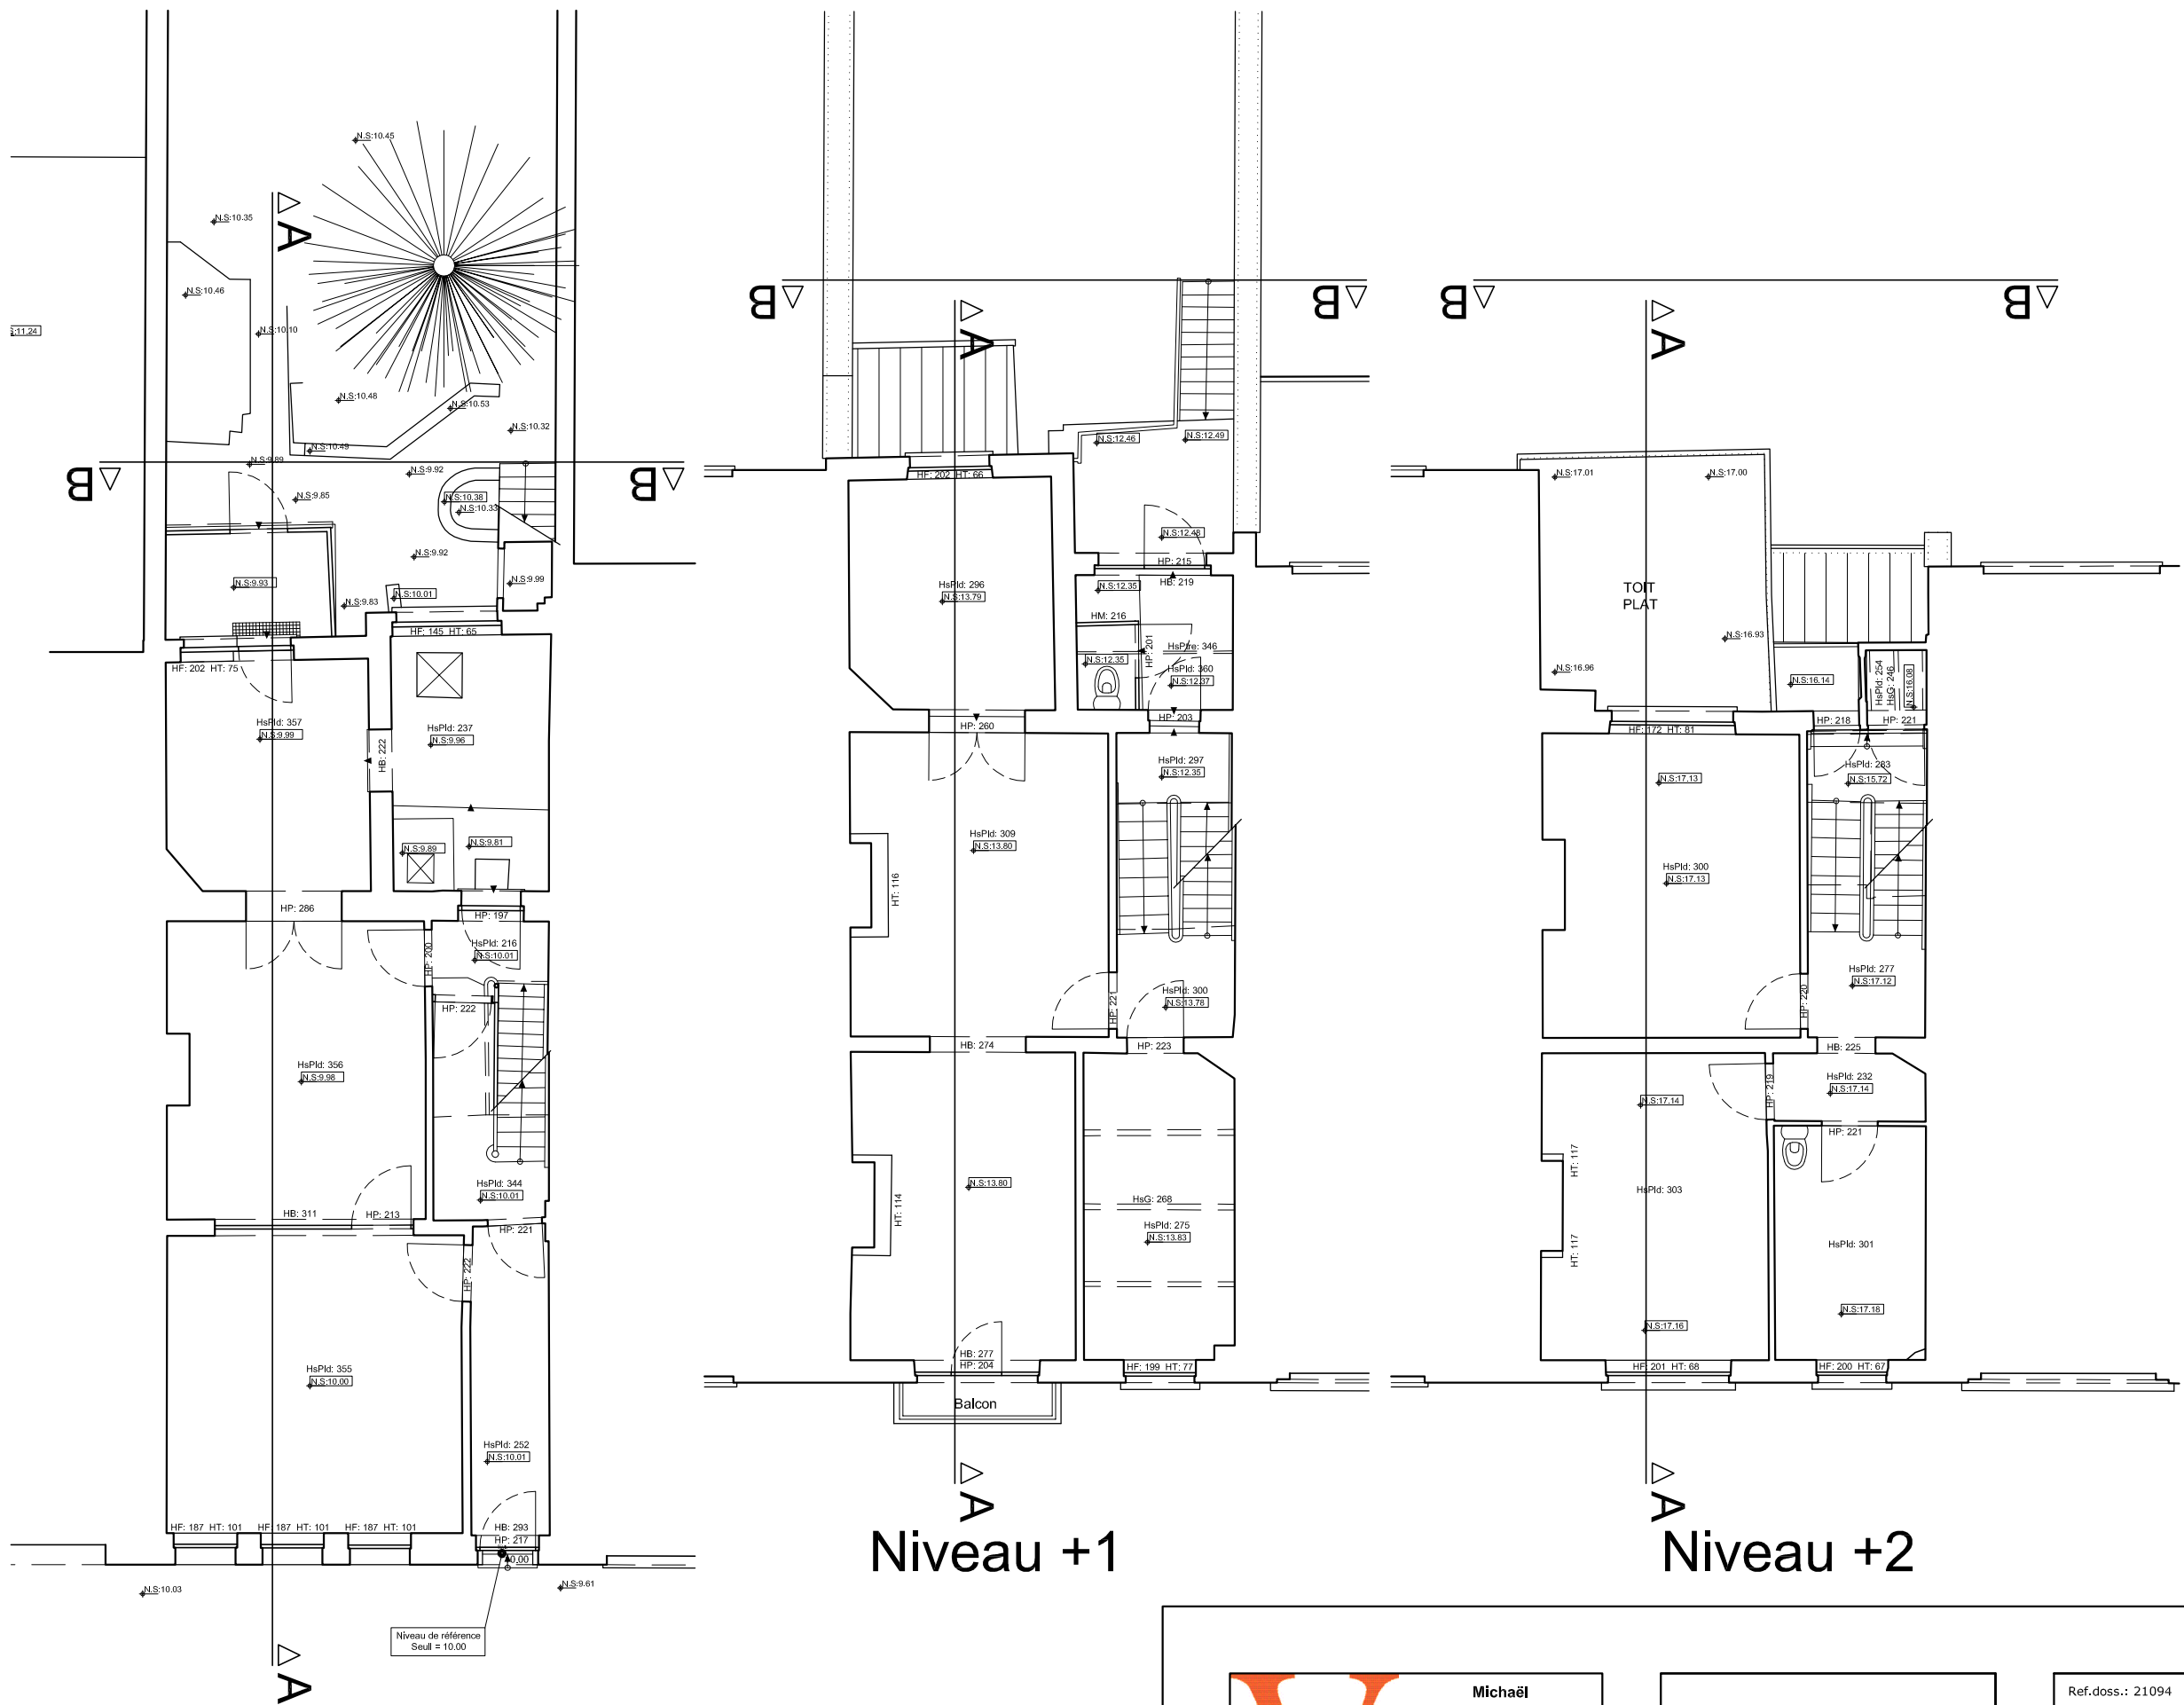 N.S:10.45
N.S:10.35
A
N.S:10.46
N.S:10.10
S:11.24
N.S:10.48
N.S:10.53
N.S:10.32
N.S:10.49
N.S:9.89
N.S:9.92
B
B
N.S:9.85
N.S:10.38
N.S:10.33
N.S:9.92
N.S:9.93
N.S:9.99
N.S:9.83
N.S:10.01
HF: 145 HT: 65
HF: 202 HT: 75
HsPld: 357
N.S:9.99
HB: 222
HsPld: 237
N.S:9.96
N.S:9.89
N.S:9.81
HP: 286
HP: 197
HP: 200
HsPld: 216
N.S:10.01
HP: 222
HsPld: 356
N.S:9.98
HsPld: 344
N.S:10.01
HB: 311
HP: 213
HP: 221
HP: 222
HsPld: 355
N.S:10.00
HsPld: 252
N.S:10.01
HF: 187 HT: 101
HF: 187 HT: 101
HF: 187 HT: 101
HB: 293
HP: 217
0,00
N.S:10.03
N.S:9.61
Niveau de référence
Seuil = 10.00
A
B
B
A
N.S:12.46
N.S:12.49
HF: 202 HT: 66
N.S:12.48
HP: 215
HB: 219
HsPld: 296
N.S:13.79
N.S:12.35
HM: 216
HP: 201
HsPtre: 346
N.S:12.35
HsPld: 360
N.S:12.37
HP: 260
HP: 203
HsPld: 297
N.S:12.35
HsPld: 309
N.S:13.80
HT: 116
HP: 221
HsPld: 300
N.S:13.78
HB: 274
HP: 223
HT: 114
N.S:13.80
HsG: 268
HsPld: 275
N.S:13.83
HB: 277
HP: 204
HF: 199 HT: 77
Balcon
A
Niveau +1
B
B
A
N.S:17.01
N.S:17.00
TOIT
PLAT
N.S:16.93
N.S:16.96
N.S:16.14
HsPld: 254
HsG: 246
N.S:16.08
HP: 218
HP: 221
HF: 172 HT: 81
HsPld: 283
N.S:15.72
N.S:17.13
HsPld: 300
N.S:17.13
HP: 220
HsPld: 277
N.S:17.12
HB: 225
HP: 219
HsPld: 232
N.S:17.14
N.S:17.14
HP: 221
HT: 117
HsPld: 303
HT: 117
HsPld: 301
N.S:17.18
N.S:17.16
HF: 201 HT: 68
HF: 200 HT: 67
A
Niveau +2
Michaël
Ref.doss.: 21094